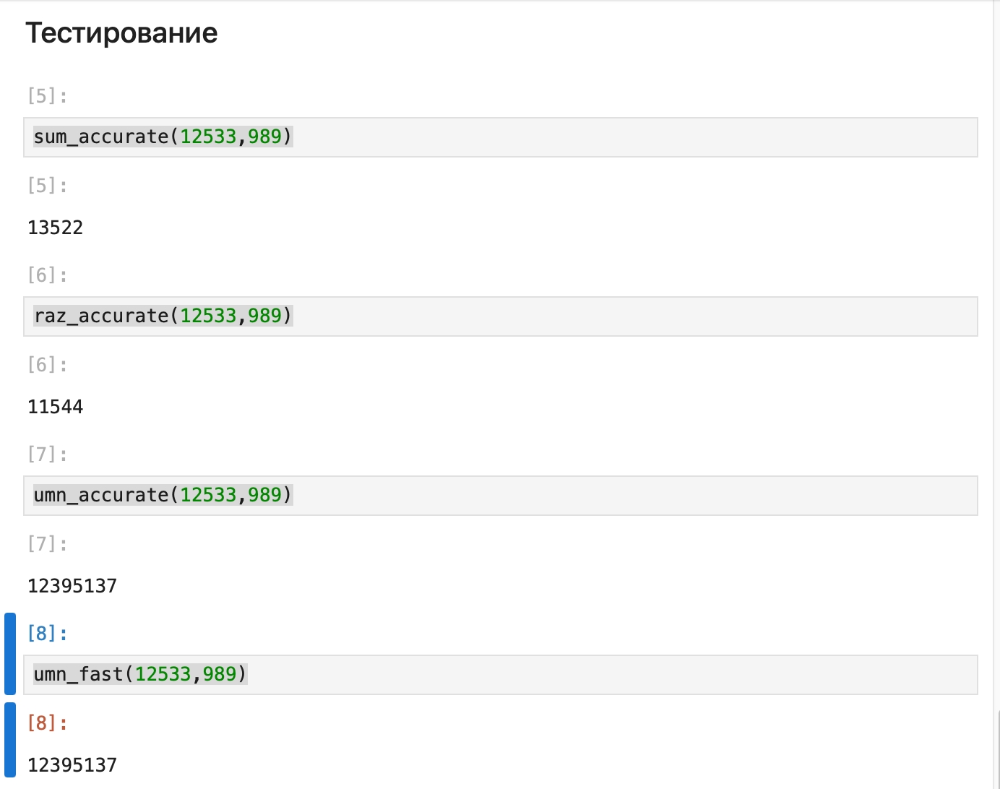 Тестирование
[5]:
sum_accurate(12533,989)
[5]:
13522
[6]:
raz_accurate(12533,989)
[6]:
11544
[7]:
umn_accurate(12533,989)
[7]:
12395137
[8]:
umn_fast(12533,989)
[8]:
12395137